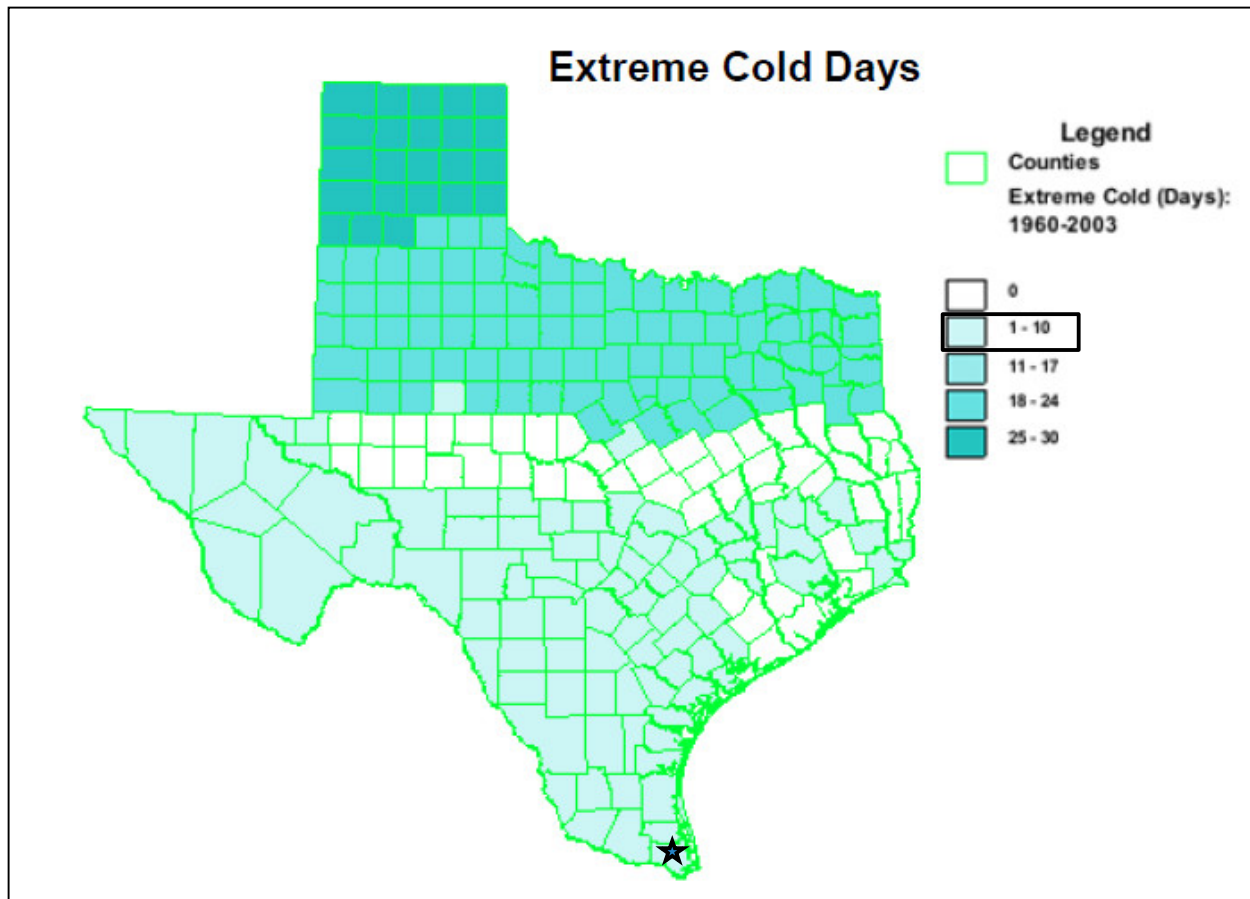 Extreme Cold Days
Legend
Counties
Extreme Cold (Days):
1960-2003
0
1 - 10
11 - 17
18 - 24
25 - 30